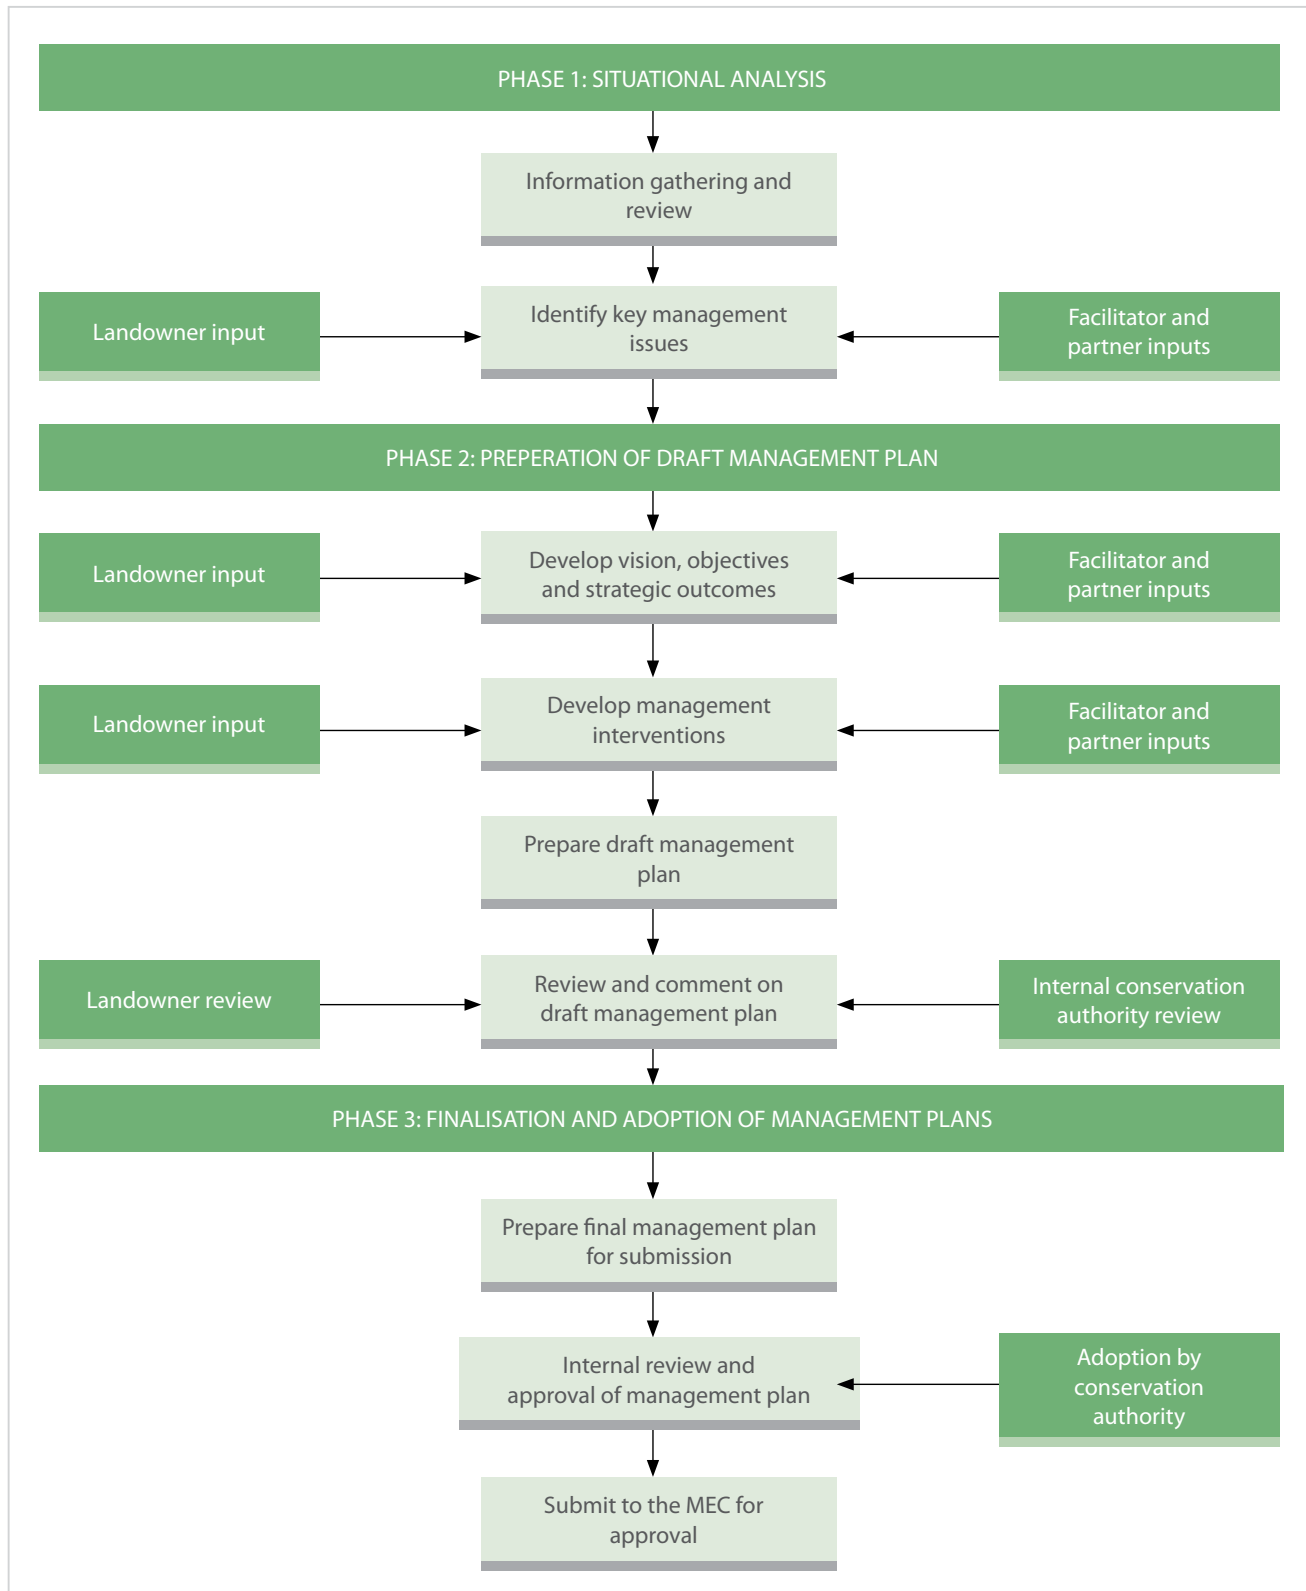 PHASE 1: SITUATIONAL ANALYSIS
Information gathering and
review
Landowner input
Identify key management
issues
Facilitator and
partner inputs
PHASE 2: PREPERATION OF DRAFT MANAGEMENT PLAN
Landowner input
Develop vision, objectives
and strategic outcomes
Facilitator and
partner inputs
Landowner input
Develop management
interventions
Facilitator and
partner inputs
Prepare draft management
plan
Landowner review
Review and comment on
draft management plan
Internal conservation
authority review
PHASE 3: FINALISATION AND ADOPTION OF MANAGEMENT PLANS
Prepare final management plan
for submission
Internal review and
approval of management plan
Adoption by
conservation
authority
Submit to the MEC for
approval